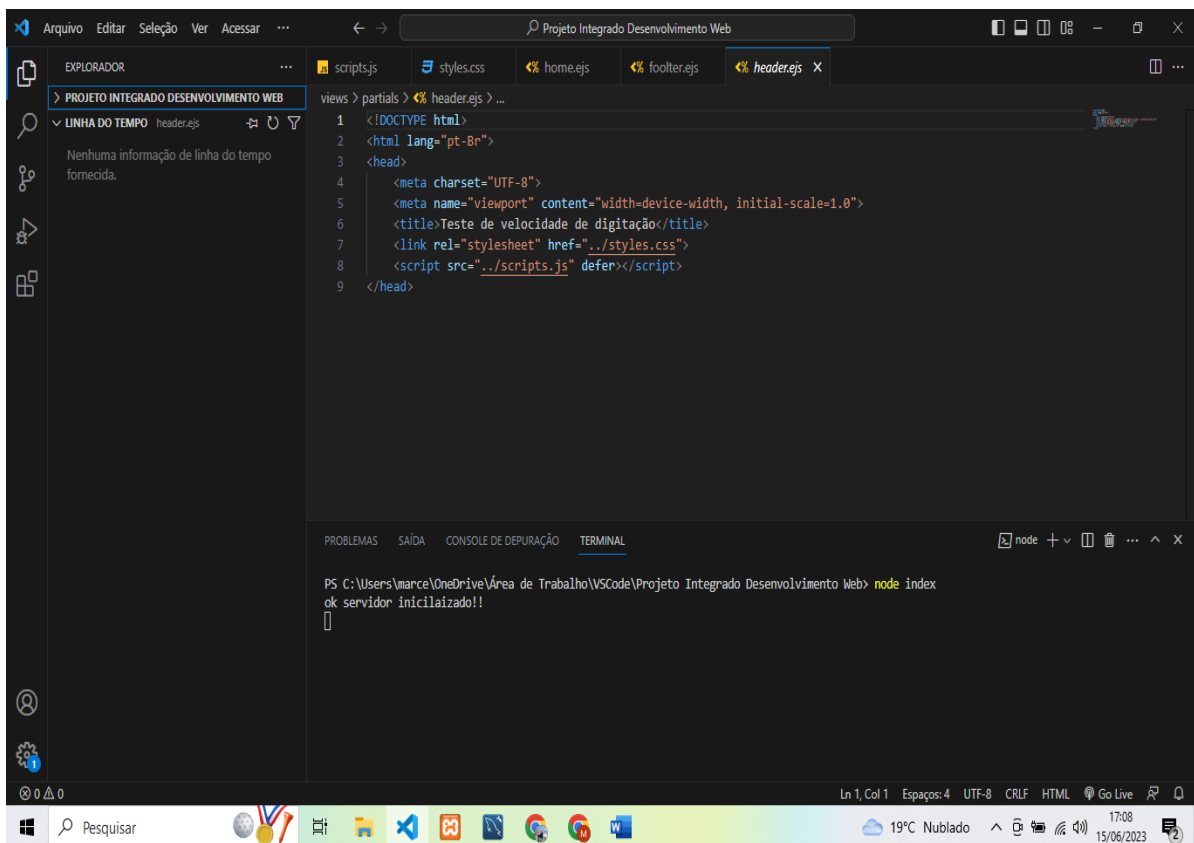 Arquivo Editar Seleção Ver Acessar ··· ← → Projeto Integrado Desenvolvimento Web
EXPLORADOR ··· JS scripts.js styles.css <% home.ejs <% foolter.ejs <% header.ejs X ···
> PROJETO INTEGRADO DESENVOLVIMENTO WEB views > partials > <% header.ejs > ...
LINHA DO TEMPO header.ejs
Nenhuma informação de linha do tempo
fornecida.
1 <!DOCTYPE html>
2 <html lang="pt-Br">
3 <head>
4 <meta charset="UTF-8">
5 <meta name="viewport" content="width=device-width, initial-scale=1.0">
6 <title>Teste de velocidade de digitação</title>
7 <link rel="stylesheet" href="../styles.css">
8 <script src="../scripts.js" defer></script>
9 </head>
PROBLEMAS SAÍDA CONSOLE DE DEPURAÇÃO TERMINAL node + ···
PS C:\Users\marce\OneDrive\Área de Trabalho\VSCode\Projeto Integrado Desenvolvimento Web> node index
ok servidor inicilaizado!!
1
0 0 Ln 1, Col 1 Espaços: 4 UTF-8 CRLF HTML Go Live
Pesquisar 19°C Nublado 17:08
15/06/2023 2